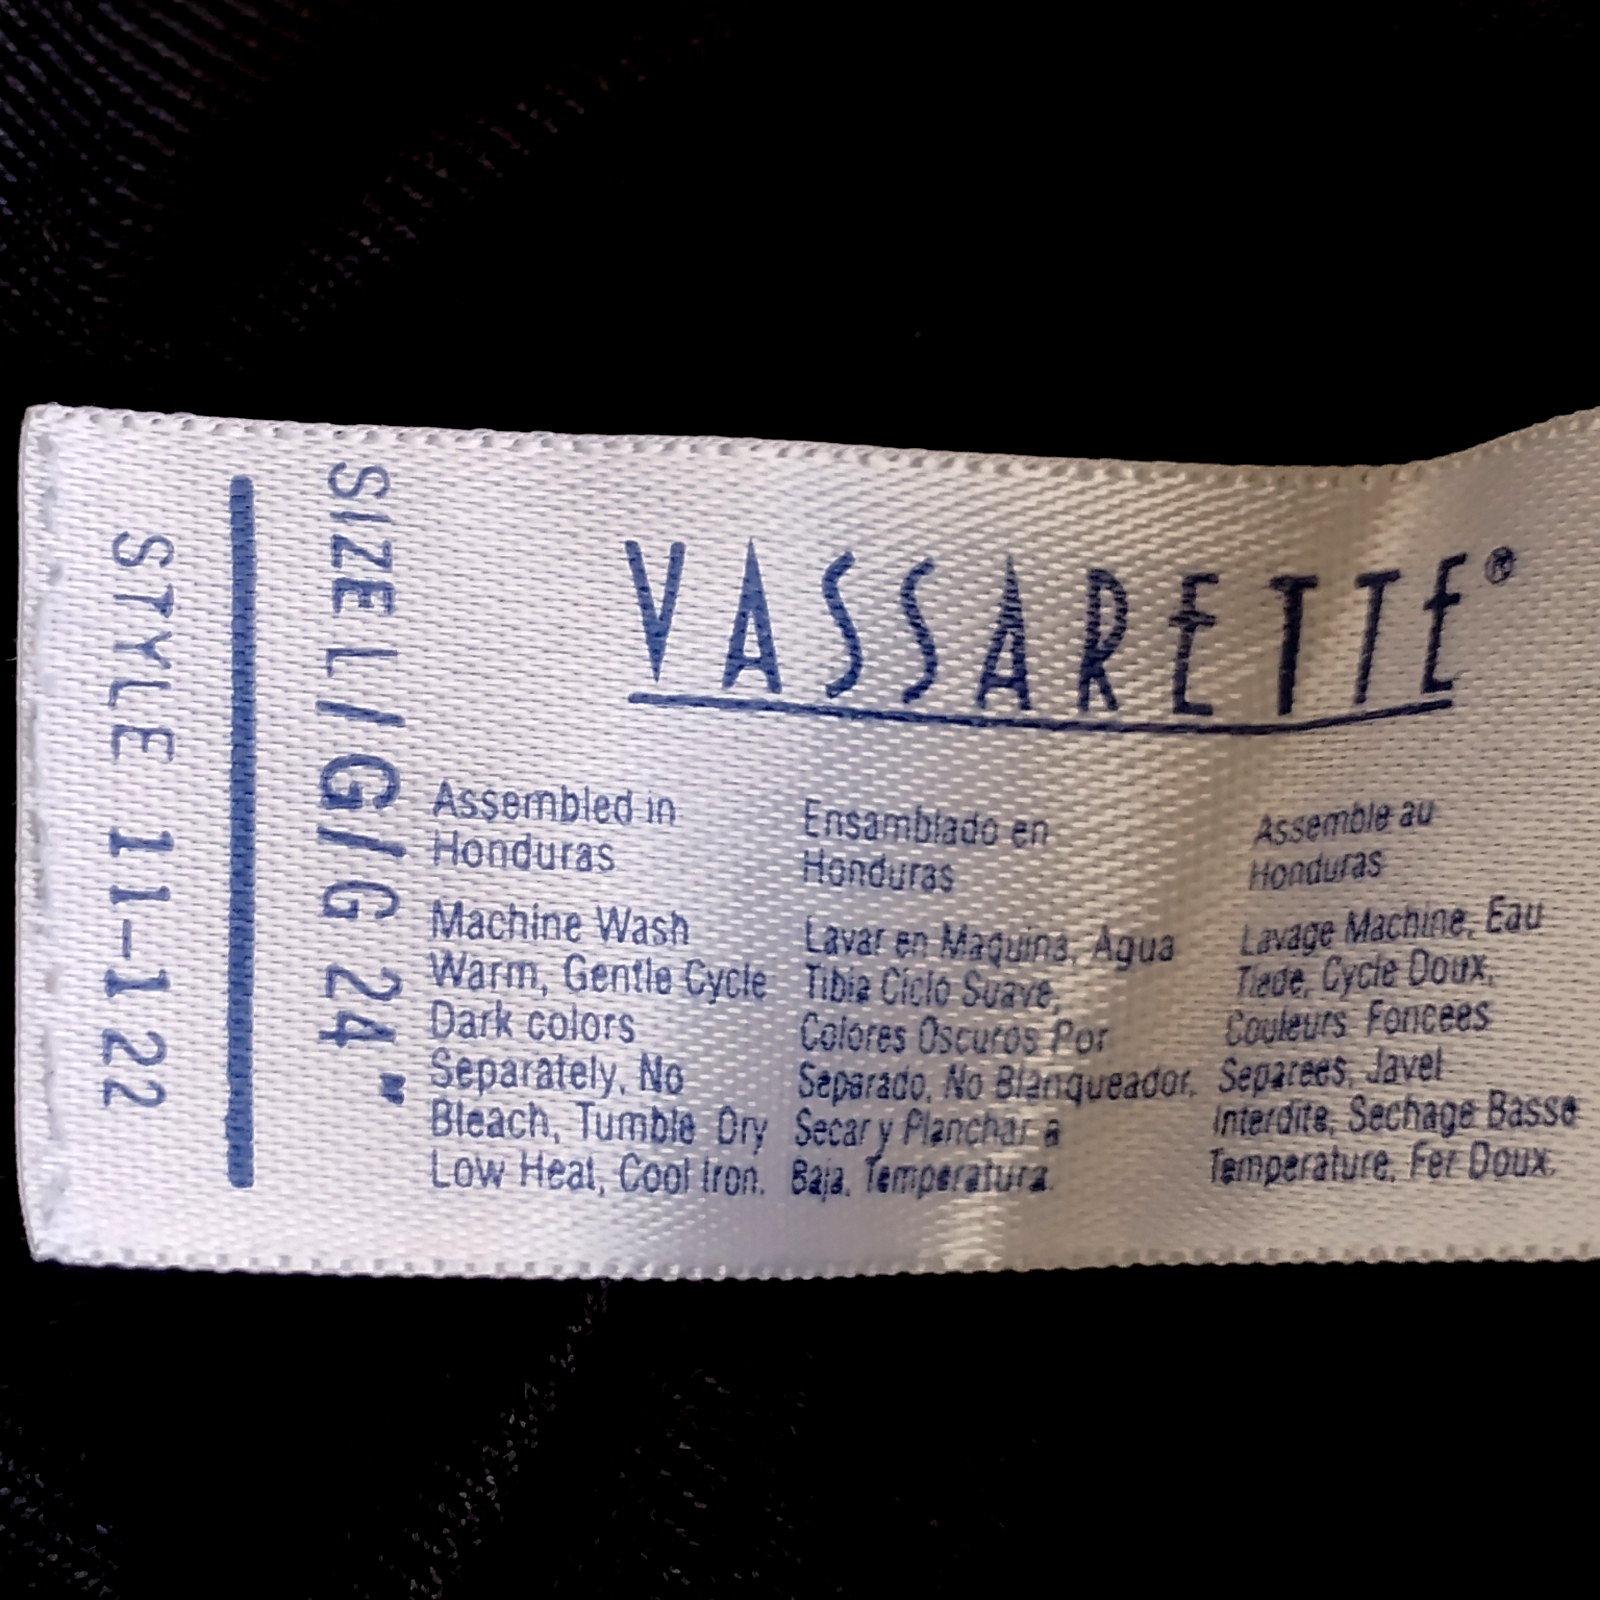 STYLE 11-122
SIZE L/G/G 24"
VASSARETTE®
Assembled in
Honduras
Machine Wash
Warm, Gentle Cycle
Dark colors
Separately, No
Bleach, Tumble Dry
Low Heat, Cool Iron.
Ensamblado en
Honduras
Lavar en Maquina, Agua
Tibia Ciclo Suave,
Colores Oscuros Por
Separado, No Blanqueador,
Secar y Planchar a
Baja, Temperatura.
Assemble au
Honduras
Lavage Machine, Eau
Tiede, Cycle Doux,
Couleurs Foncees
Separees, Javel
Interdite, Sechage Basse
Temperature, Fer Doux.